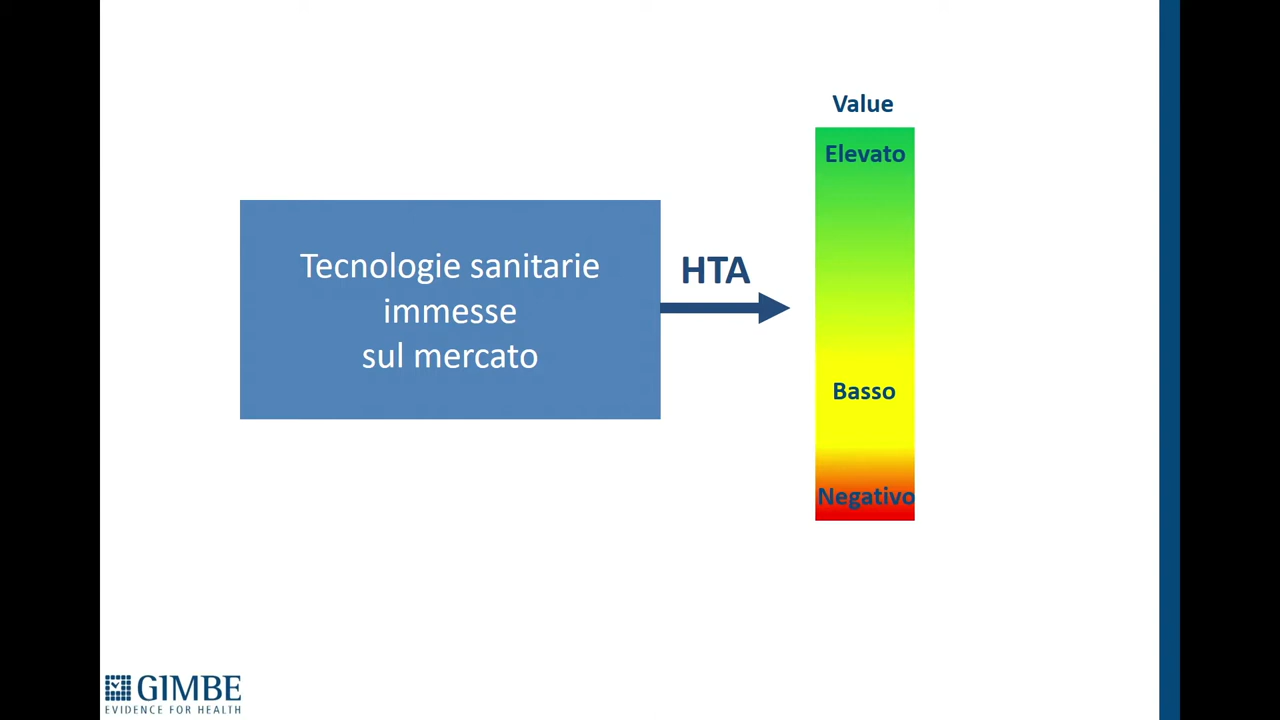 Value
Elevato
Tecnologie sanitarie
immesse
sul mercato
HTA
Basso
Negativo
GIMBE
EVIDENCE FOR HEALTH